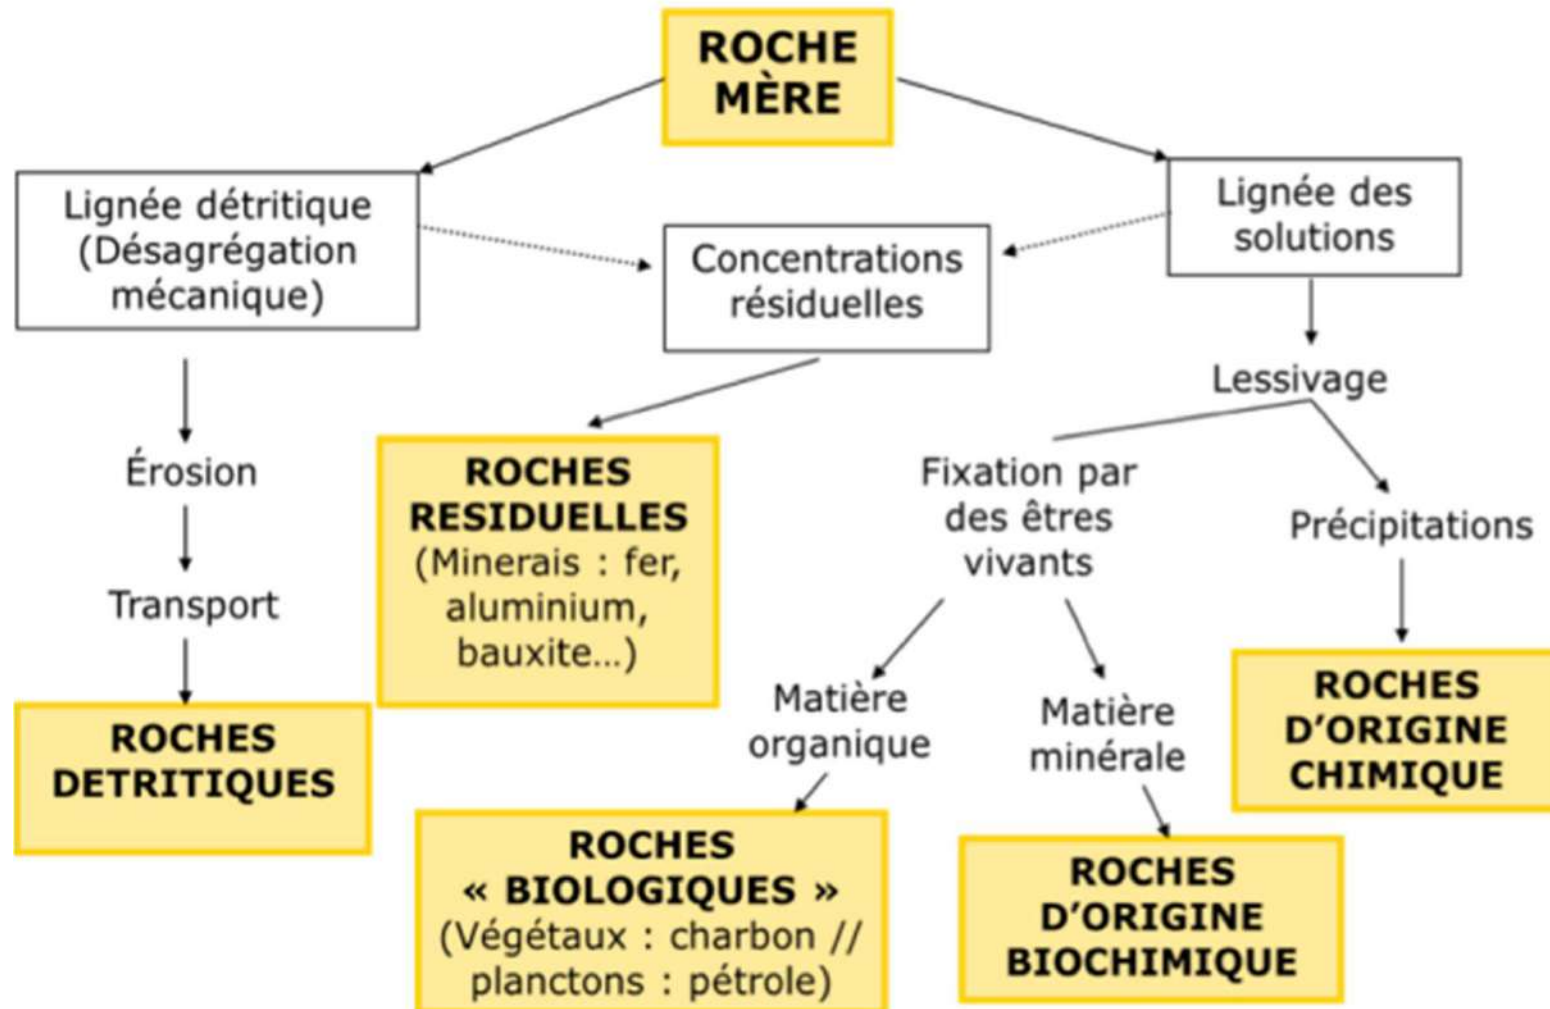 ROCHE
MÈRE
Lignée détritique
(Désagrégation
mécanique)
Concentrations
résiduelles
Lignée des
solutions
Lessivage
Érosion
Transport
ROCHES
DETRITIQUES
ROCHES
RESIDUELLES
(Minerais : fer,
aluminium,
bauxite...)
Fixation par
des êtres
vivants
Précipitations
Matière
organique
Matière
minérale
ROCHES
D'ORIGINE
CHIMIQUE
ROCHES
« BIOLOGIQUES »
(Végétaux : charbon //
planctons : pétrole)
ROCHES
D'ORIGINE
BIOCHIMIQUE